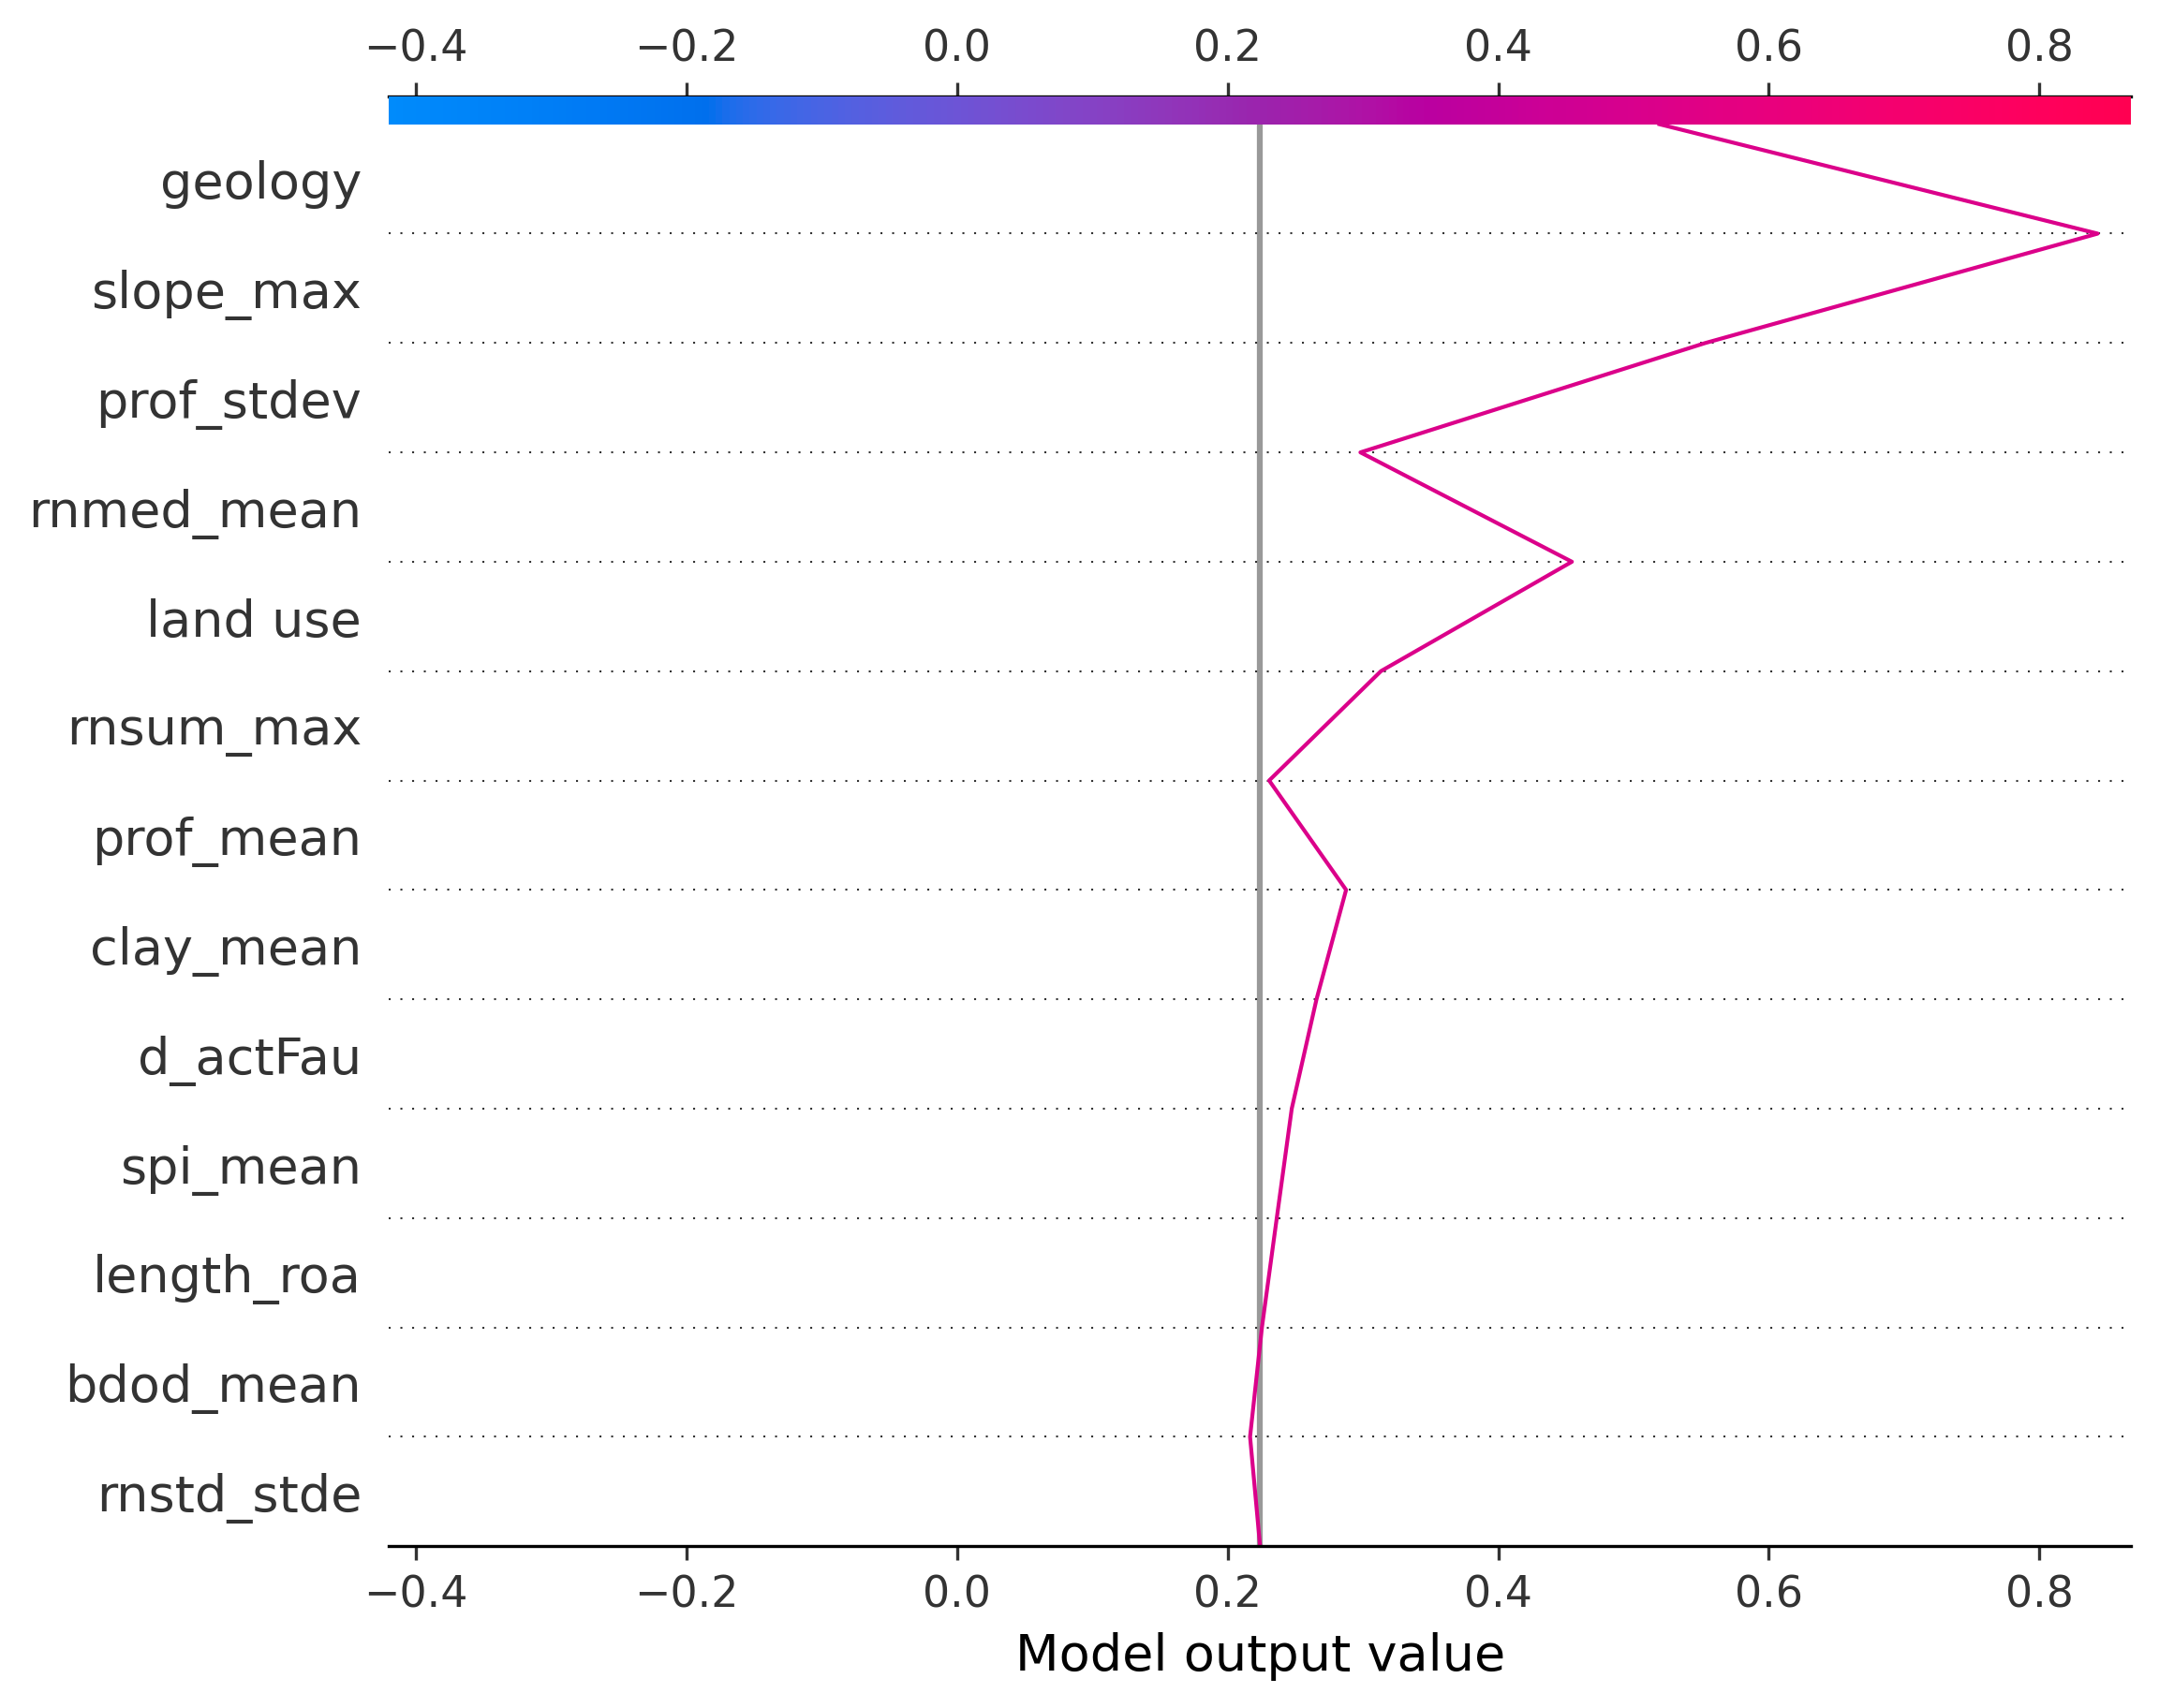 −0.4 −0.2 0.0 0.2 0.4 0.6 0.8
geology
slope_max
prof_stdev
rnmed_mean
land use
rnsum_max
prof_mean
clay_mean
d_actFau
spi_mean
length_roa
bdod_mean
rnstd_stde
−0.4 −0.2 0.0 0.2 0.4 0.6 0.8
Model output value